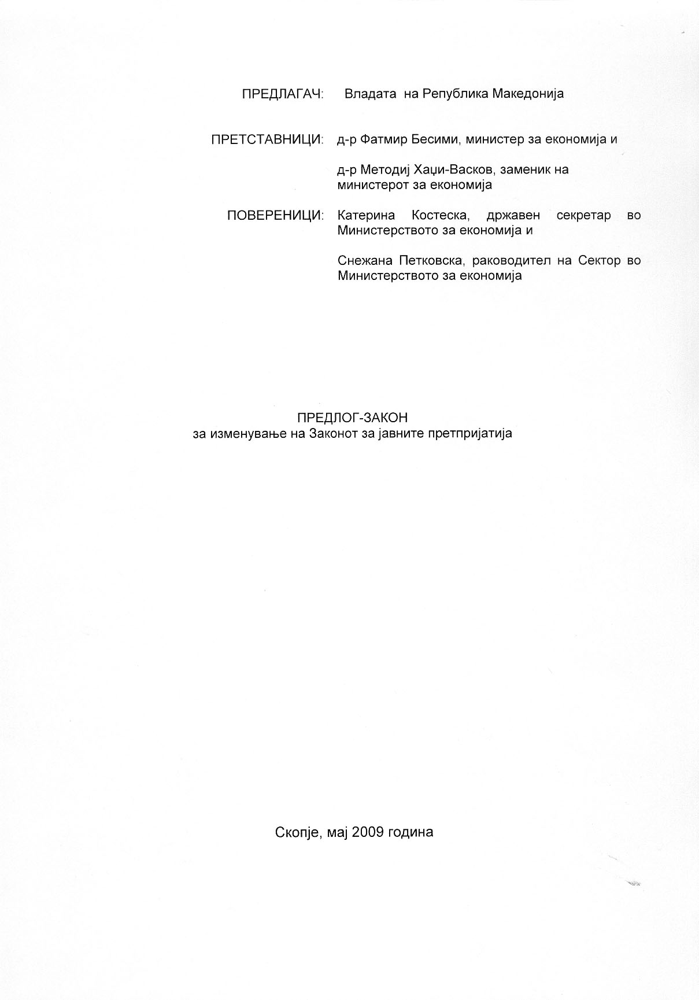 ПРЕДЛАГАЧ: Владата на Република Македонија
ПРЕТСТАВНИЦИ: д-р Фатмир Бесими, министер за економија и
д-р Методиј Хаџи-Васков, заменик на
министерот за економија
ПОВЕРЕНИЦИ: Катерина Костеска, државен секретар во
Министерството за економија и
Снежана Петковска, раководител на Сектор во
Министерството за економија
ПРЕДЛОГ-ЗАКОН
за изменување на Законот за јавните претпријатија
Скопје, мај 2009 година